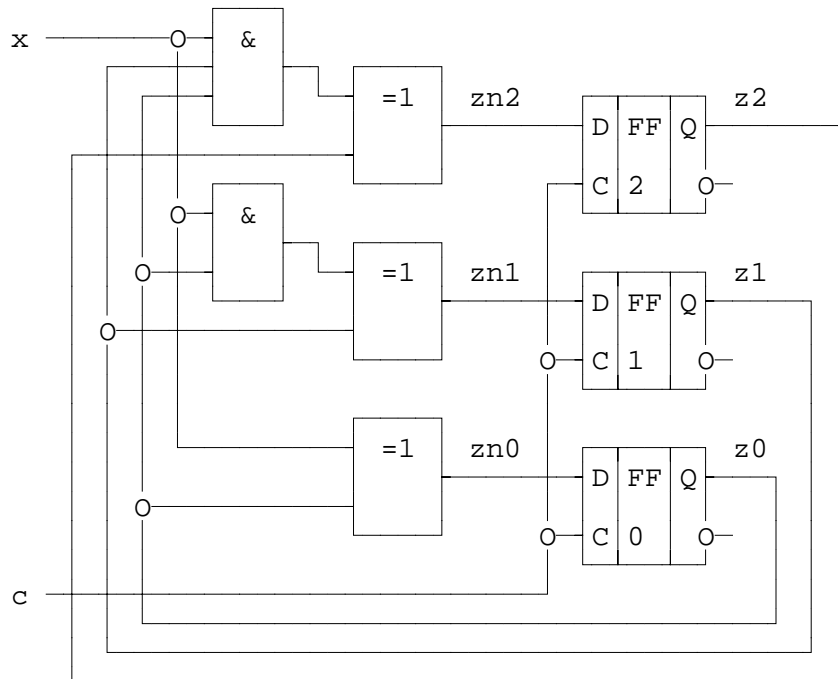 x
&
=1
zn2
z2
D FF Q
C 2
&
=1
zn1
z1
D FF Q
C 1
=1
zn0
z0
D FF Q
C 0
c